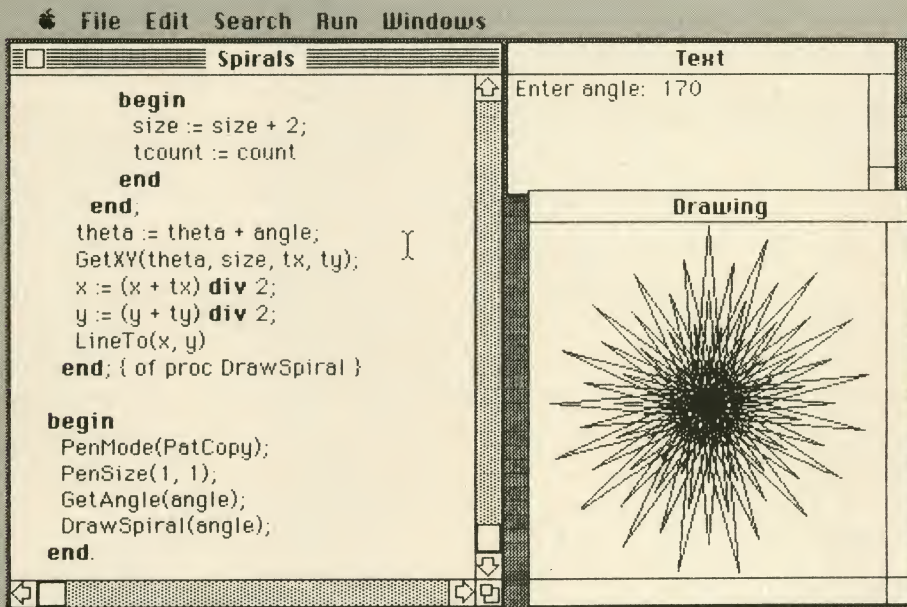 File Edit Search Run Windows
Spirals
begin
size := size + 2;
tcount := count
end
end;
theta := theta + angle;
GetXY(theta, size, tx, ty);
x := (x + tx) div 2;
y := (y + ty) div 2;
LineTo(x, y)
end; { of proc DrawSpiral }
begin
PenMode(PatCopy);
PenSize(1, 1);
GetAngle(angle);
DrawSpiral(angle);
end.
Text
Enter angle: 170
Drawing